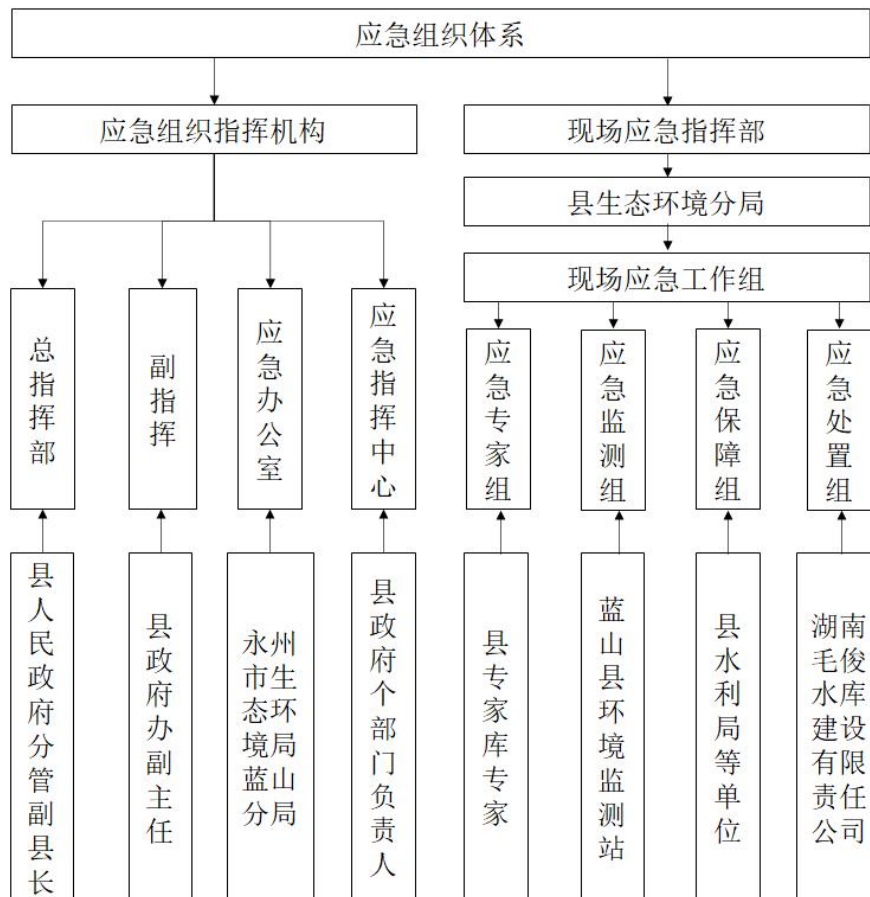 应急组织体系
应急组织指挥机构
现场应急指挥部
县生态环境分局
现场应急工作组
总指挥部
副指挥
应急办公室
应急指挥中心
应急专家组
应急监测组
应急保障组
应急处置组
县人民政府分管副县长
县政府办副主任
永州市生态环境局蓝山分局
县政府个部门负责人
县专家库专家
蓝山县环境监测站
县水利局等单位
湖南毛俊水库建设有限责任公司